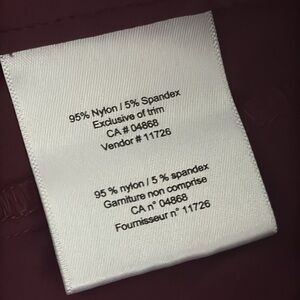 95% Nylon / 5% Spandex
Exclusive of trim
CA # 04868
Vendor # 11726
95 % nylon / 5 % spandex
Garniture non comprise
CA n° 04868
Fournisseur n° 11726